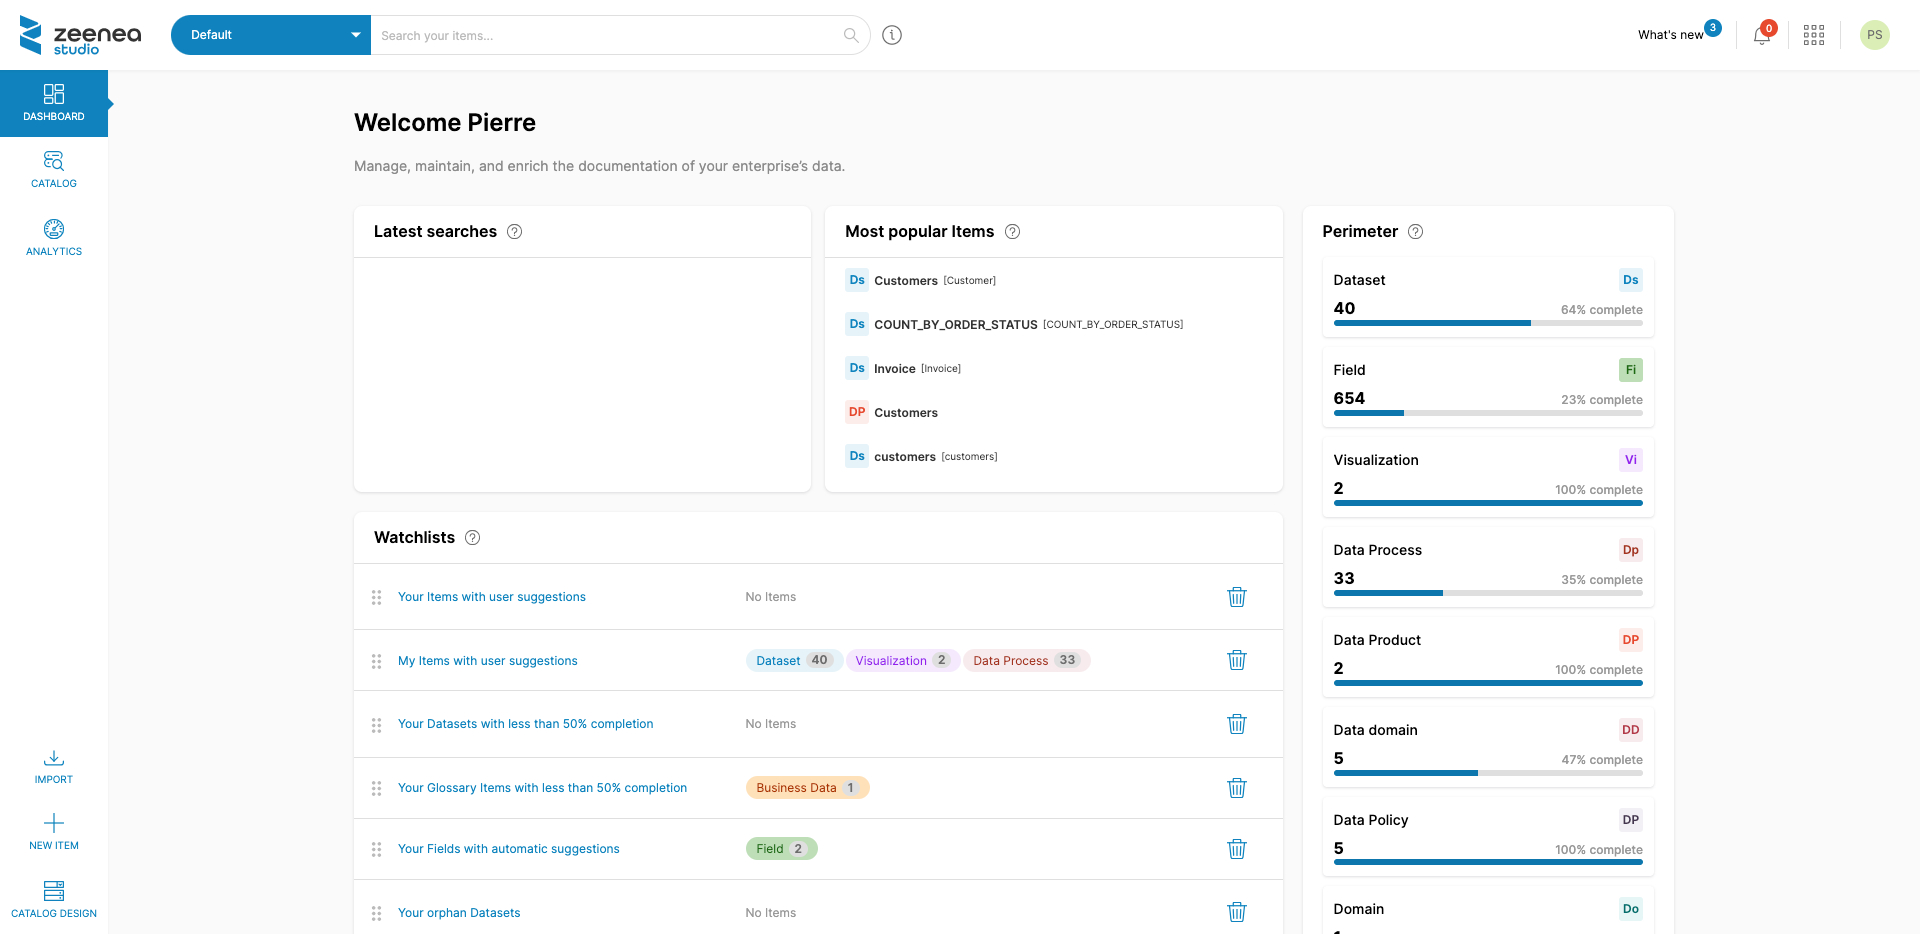 zeenea
studio
Default
Search your items...
What's new 3
0
PS
DASHBOARD
CATALOG
ANALYTICS
IMPORT
NEW ITEM
CATALOG DESIGN
Welcome Pierre
Manage, maintain, and enrich the documentation of your enterprise’s data.
Latest searches ?
Most popular Items ?
Ds Customers [Customer]
Ds COUNT_BY_ORDER_STATUS [COUNT_BY_ORDER_STATUS]
Ds Invoice [Invoice]
DP Customers
Ds customers [customers]
Watchlists ?
Your Items with user suggestions No Items
My Items with user suggestions Dataset 40 Visualization 2 Data Process 33
Your Datasets with less than 50% completion No Items
Your Glossary Items with less than 50% completion Business Data 1
Your Fields with automatic suggestions Field 2
Your orphan Datasets No Items
Perimeter ?
Dataset Ds
40 64% complete
Field Fi
654 23% complete
Visualization Vi
2 100% complete
Data Process Dp
33 35% complete
Data Product DP
2 100% complete
Data domain DD
5 47% complete
Data Policy DP
5 100% complete
Domain Do